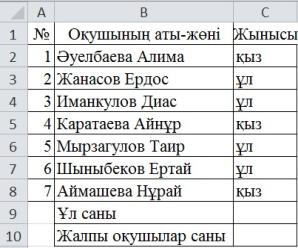 A B C
1 № Оқушының аты-жөні Жынысы
2 1 Әуелбаева Алима қыз
3 2 Жанасов Ердос ұл
4 3 Иманкулов Диас ұл
5 4 Каратаева Айнұр қыз
6 5 Мырзагулов Таир ұл
7 6 Шыныбеков Ертай ұл
8 7 Аймашева Нұрай қыз
9 Ұл саны
10 Жалпы оқушылар саны